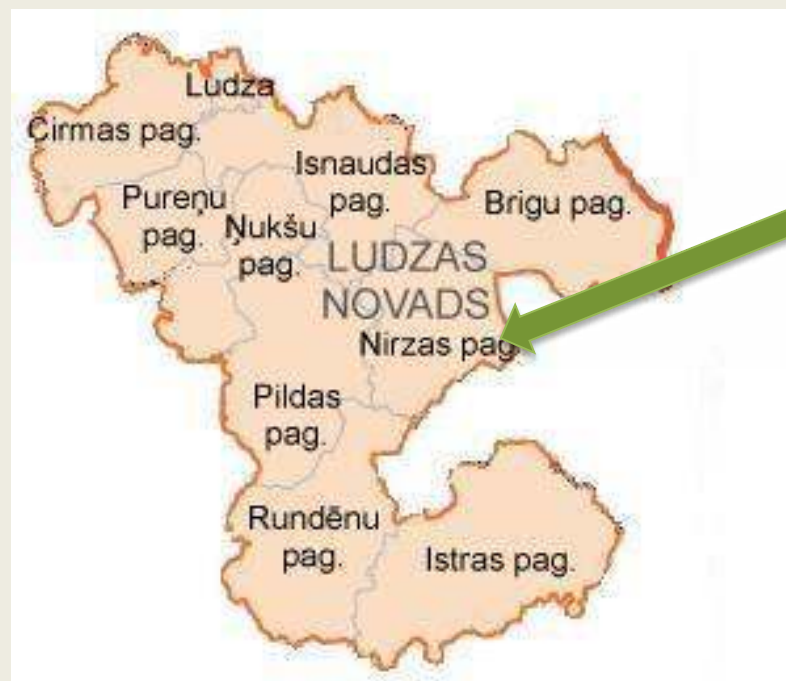 Ludza
Cirmas pag.
Isnaudas
pag.
Pureņu
pag.
Ņukšu
pag.
Brigu pag.
LUDZAS
NOVADS
Nirzas pag
Pildas
pag.
Rundēnu
pag.
Istras pag.